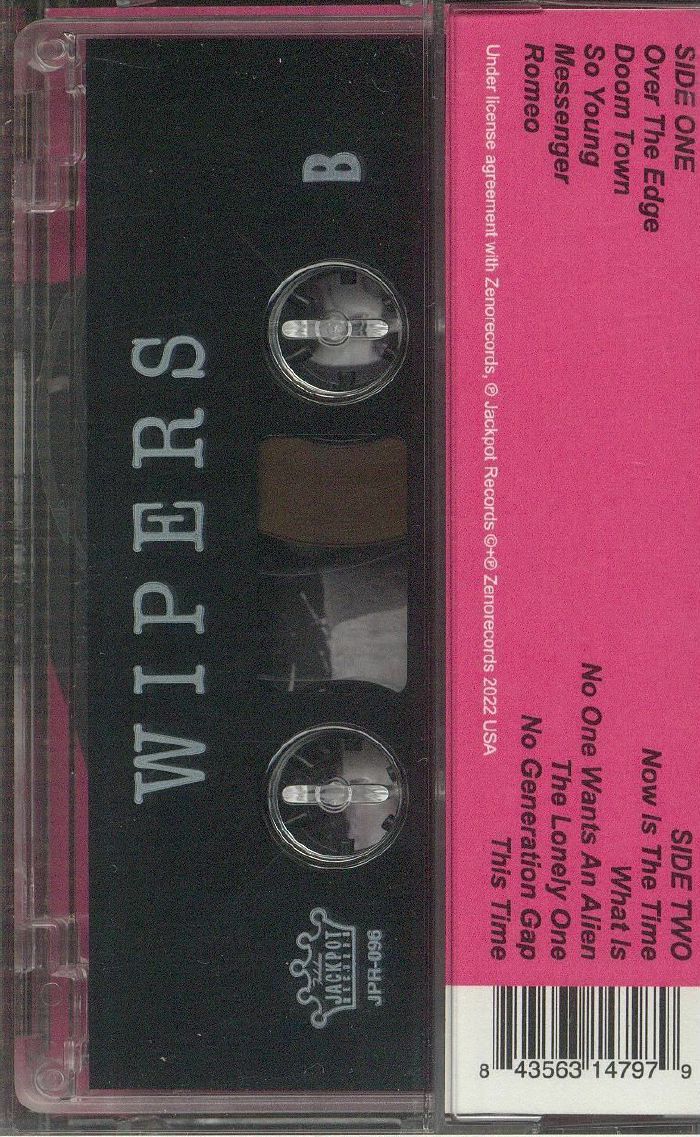 SIDE ONE
Over The Edge
Doom Town
So Young
Messenger
Romeo
SIDE TWO
Now Is The Time
What Is
No One Wants An Alien
The Lonely One
No Generation Gap
This Time
Under license agreement with Zenorecords, ℗ Jackpot Records ©+℗ Zenorecords 2022 USA
8 43563 14797 9
B
WIPERS
JACKPOT
RECORDS
JPR-096